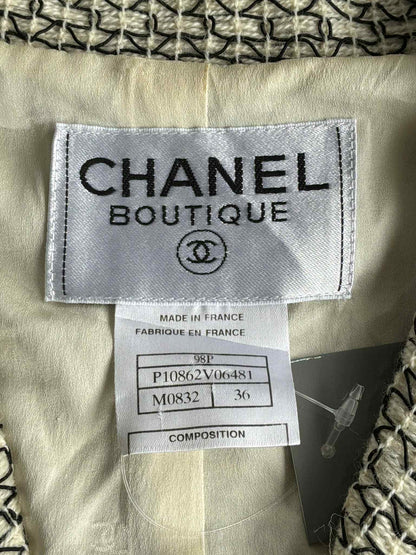 CHANEL
BOUTIQUE
MADE IN FRANCE
FABRIQUE EN FRANCE
98P
P10862V06481
M0832 36
COMPOSITION